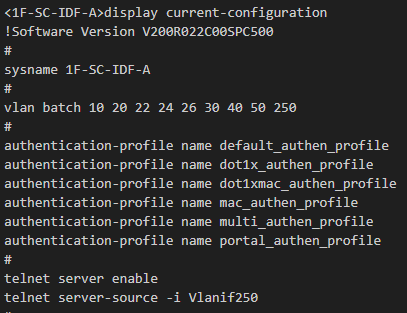 <1F-SC-IDF-A>display current-configuration
!Software Version V200R022C00SPC500
#
sysname 1F-SC-IDF-A
#
vlan batch 10 20 22 24 26 30 40 50 250
#
authentication-profile name default_authen_profile
authentication-profile name dot1x_authen_profile
authentication-profile name dot1xmac_authen_profile
authentication-profile name mac_authen_profile
authentication-profile name multi_authen_profile
authentication-profile name portal_authen_profile
#
telnet server enable
telnet server-source -i Vlanif250
#